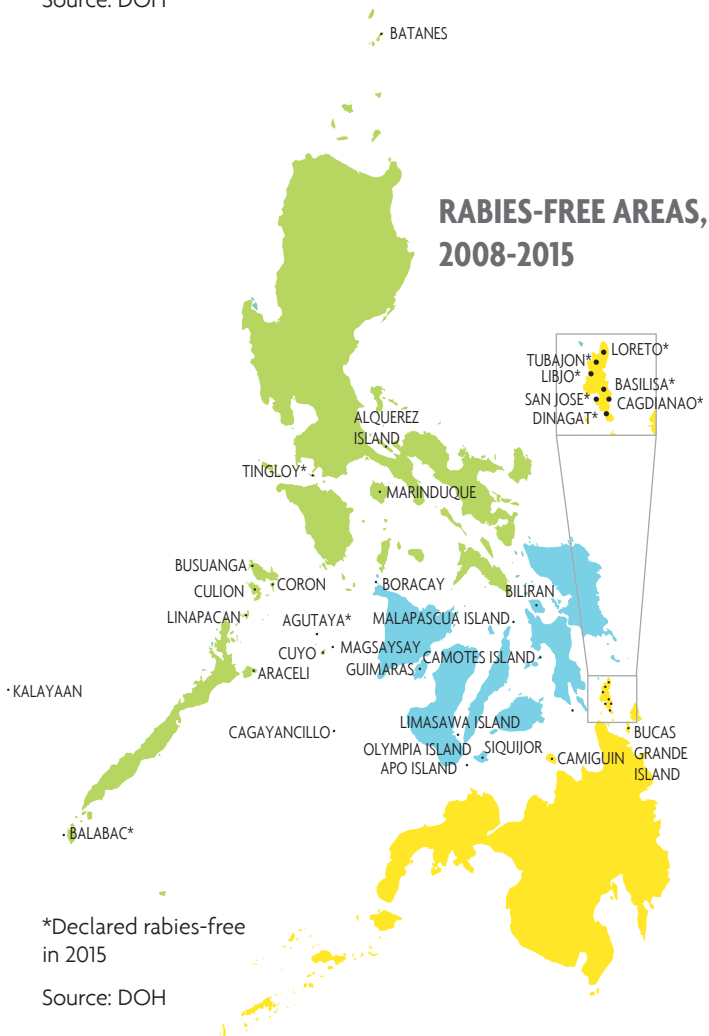 Source: DOH
BATANES
RABIES-FREE AREAS,
2008-2015
LORETO*
TUBAJON*
LIBJO*
BASILISA*
SAN JOSE*
CAGDIANAO*
DINAGAT*
ALQUEREZ
ISLAND
TINGLOY*
MARINDUQUE
BUSUANGA
CULION
CORON
BORACAY
BILIRAN
LINAPACAN
AGUTAYA*
MALAPASCUA ISLAND
CUYO
MAGSAYSAY
GUIMARAS
CAMOTES ISLAND
ARACELI
KALAYAAN
CAGAYANCILLO
LIMASAWA ISLAND
OLYMPIA ISLAND
SIQUIJOR
APO ISLAND
CAMIGUIN
BUCAS
GRANDE
ISLAND
BALABAC*
*Declared rabies-free
in 2015
Source: DOH